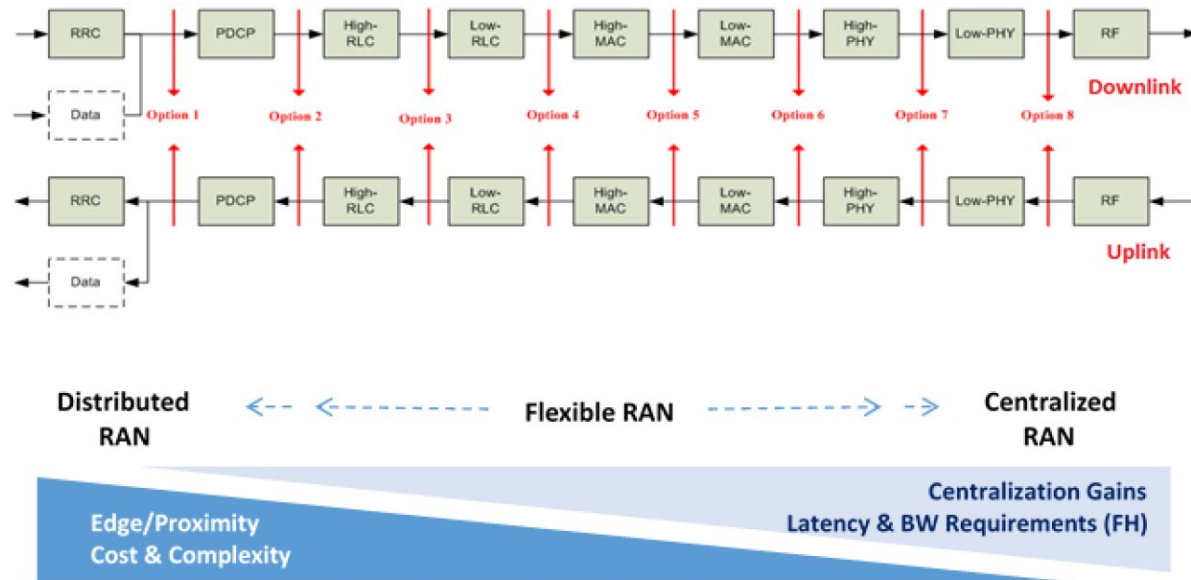 RRC
PDCP
High-
RLC
Low-
RLC
High-
MAC
Low-
MAC
High-
PHY
Low-PHY
RF
Downlink
Data
Option 1
Option 2
Option 3
Option 4
Option 5
Option 6
Option 7
Option 8
RRC
PDCP
High-
RLC
Low-
RLC
High-
MAC
Low-
MAC
High-
PHY
Low-PHY
RF
Uplink
Data
Distributed
RAN
Flexible RAN
Centralized
RAN
Centralization Gains
Latency & BW Requirements (FH)
Edge/Proximity
Cost & Complexity